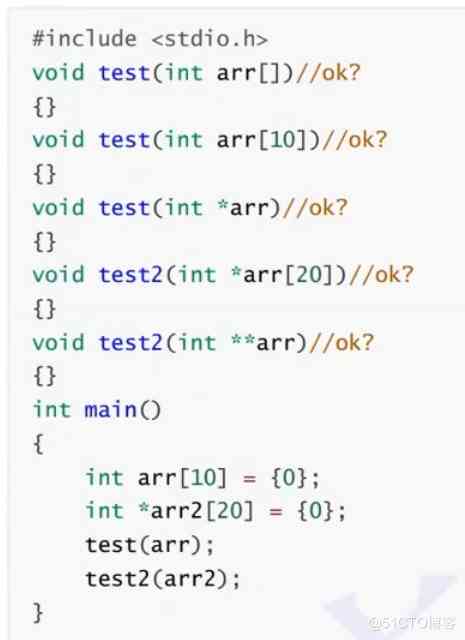 #include <stdio.h>
void test(int arr[])//ok?
{}
void test(int arr[10])//ok?
{}
void test(int *arr)//ok?
{}
void test2(int *arr[20])//ok?
{}
void test2(int **arr)//ok?
{}
int main()
{
    int arr[10] = {0};
    int *arr2[20] = {0};
    test(arr);
    test2(arr2);
}
@51CTO博客